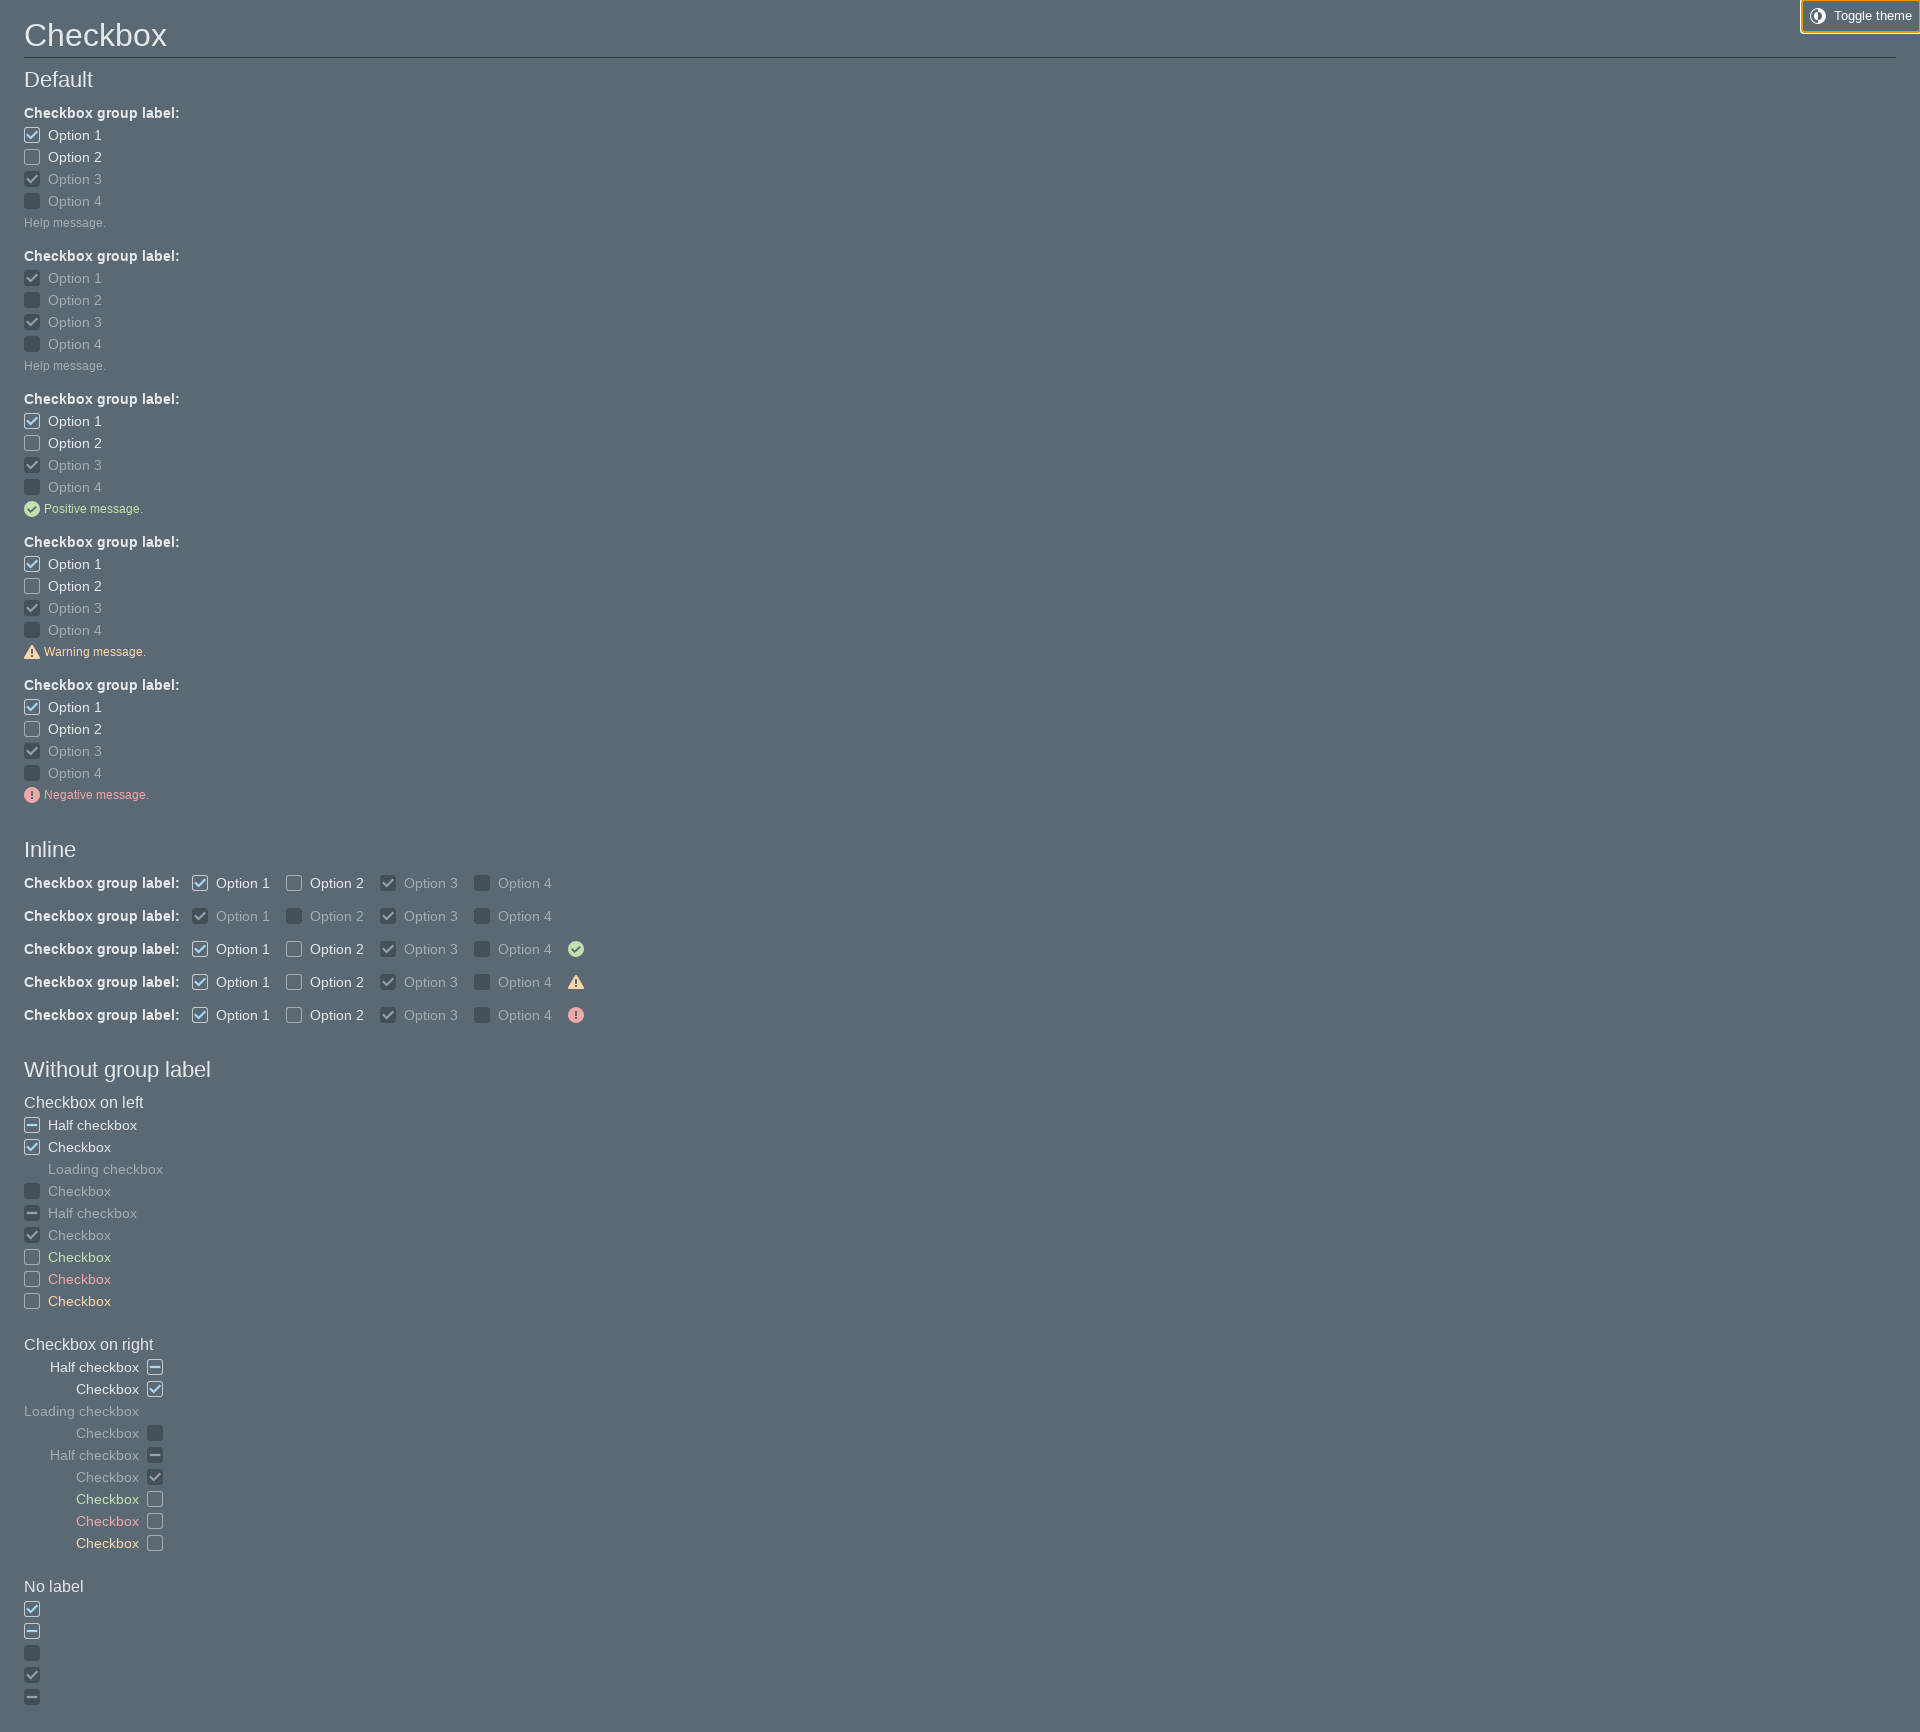 Toggle theme
Checkbox
Default
Checkbox group label:
Option 1
Option 2
Option 3
Option 4
Help message.
Checkbox group label:
Option 1
Option 2
Option 3
Option 4
Help message.
Checkbox group label:
Option 1
Option 2
Option 3
Option 4
Positive message.
Checkbox group label:
Option 1
Option 2
Option 3
Option 4
Warning message.
Checkbox group label:
Option 1
Option 2
Option 3
Option 4
Negative message.
Inline
Checkbox group label: Option 1 Option 2 Option 3 Option 4
Checkbox group label: Option 1 Option 2 Option 3 Option 4
Checkbox group label: Option 1 Option 2 Option 3 Option 4
Checkbox group label: Option 1 Option 2 Option 3 Option 4
Checkbox group label: Option 1 Option 2 Option 3 Option 4
Without group label
Checkbox on left
Half checkbox
Checkbox
Loading checkbox
Checkbox
Half checkbox
Checkbox
Checkbox
Checkbox
Checkbox
Checkbox on right
Half checkbox
Checkbox
Loading checkbox
Checkbox
Half checkbox
Checkbox
Checkbox
Checkbox
Checkbox
No label